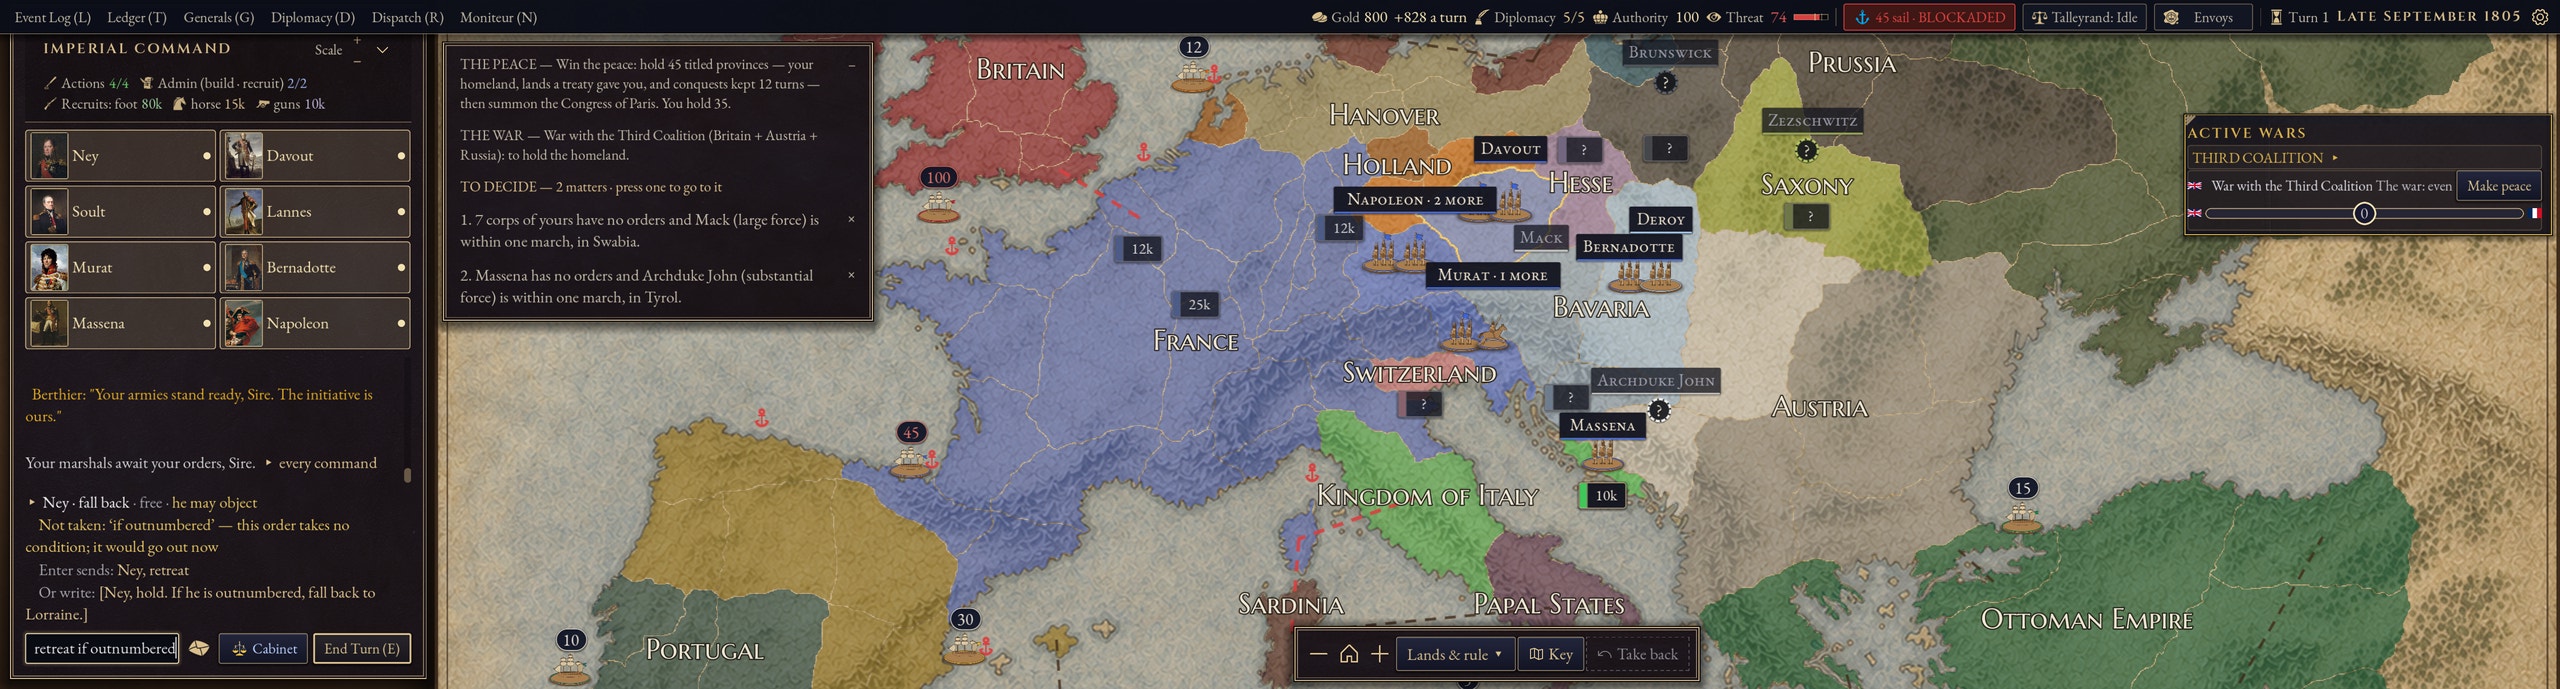 Event Log (L) Ledger (T) Generals (G) Diplomacy (D) Dispatch (R) Moniteur (N)
Gold 800 +828 a turn Diplomacy 5/5 Authority 100 Threat 74 45 sail · BLOCKADED Talleyrand: Idle Envoys Turn 1 LATE SEPTEMBER 1805
IMPERIAL COMMAND Scale + −
Actions 4/4 Admin (build · recruit) 2/2
Recruits: foot 80k horse 15k guns 10k
Ney Davout
Soult Lannes
Murat Bernadotte
Massena Napoleon
Berthier: "Your armies stand ready, Sire. The initiative is
ours."
Your marshals await your orders, Sire. ‣ every command
‣ Ney · fall back · free · he may object
Not taken: ‘if outnumbered’ — this order takes no
condition; it would go out now
Enter sends: Ney, retreat
Or write: [Ney, hold. If he is outnumbered, fall back to
Lorraine.]
retreat if outnumbered Cabinet End Turn (E)
THE PEACE — Win the peace: hold 45 titled provinces — your −
homeland, lands a treaty gave you, and conquests kept 12 turns —
then summon the Congress of Paris. You hold 35.
THE WAR — War with the Third Coalition (Britain + Austria +
Russia): to hold the homeland.
TO DECIDE — 2 matters · press one to go to it
1. 7 corps of yours have no orders and Mack (large force) is ×
within one march, in Swabia.
2. Massena has no orders and Archduke John (substantial ×
force) is within one march, in Tyrol.
12
BRITAIN
BRUNSWICK
?
PRUSSIA
HANOVER
ZEZSCHWITZ
?
100
HOLLAND
DAVOUT
?
?
HESSE
SAXONY
?
NAPOLEON · 2 MORE
12k
12k
MACK
DEROY
BERNADOTTE
MURAT · 1 MORE
25k
BAVARIA
FRANCE
SWITZERLAND
?
?
ARCHDUKE JOHN
?
AUSTRIA
MASSENA
45
10k
KINGDOM OF ITALY
15
SARDINIA
PAPAL STATES
OTTOMAN EMPIRE
30
10
PORTUGAL
ACTIVE WARS
THIRD COALITION ‣
War with the Third Coalition The war: even Make peace
0
− + Lands & rule ▾ Key Take back